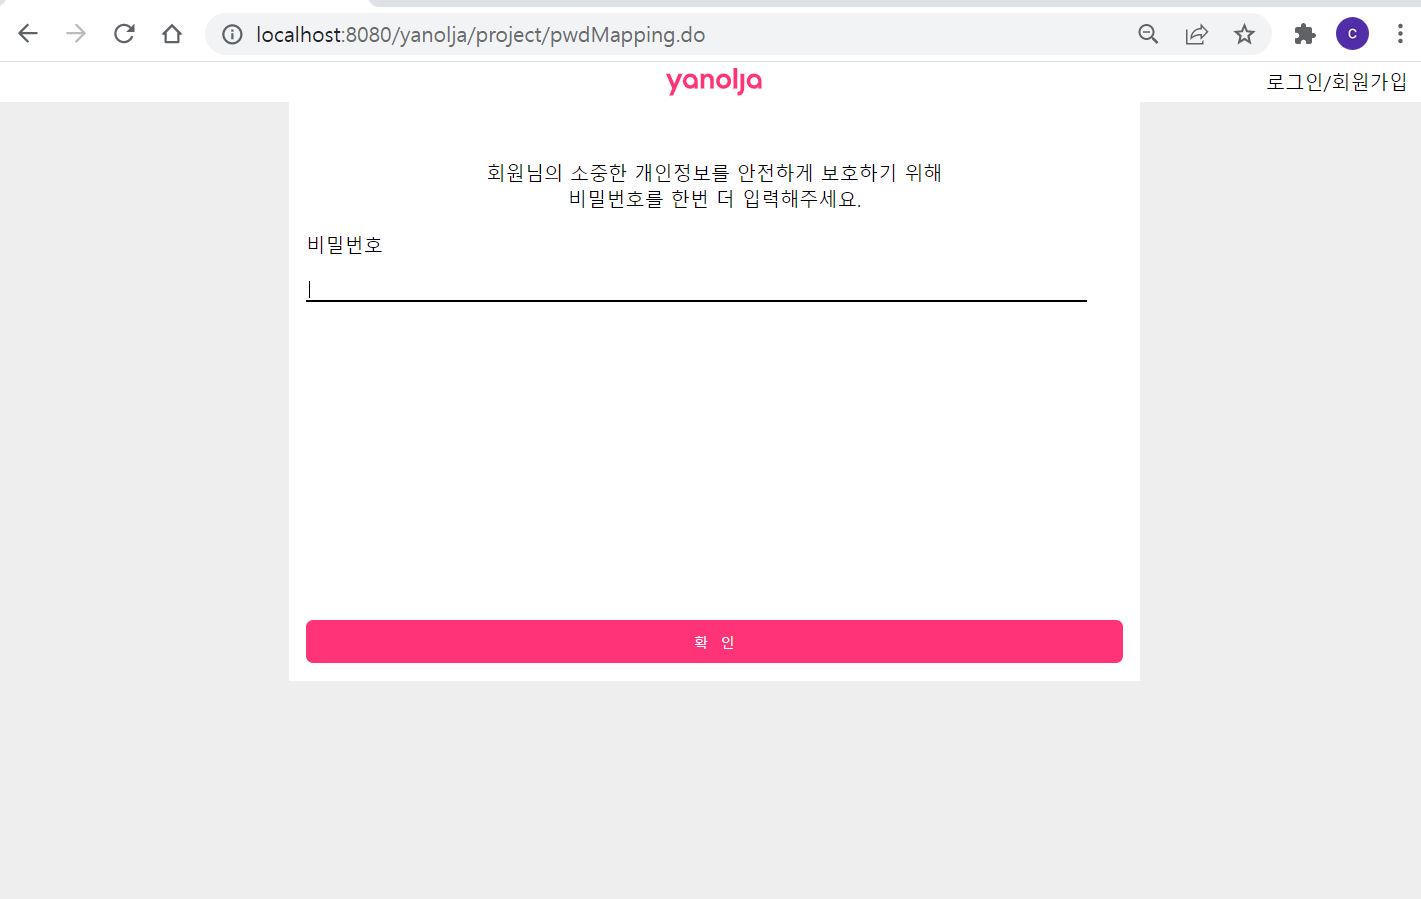 localhost:8080/yanolja/project/pwdMapping.do
C
yanolja
로그인/회원가입
회원님의 소중한 개인정보를 안전하게 보호하기 위해
비밀번호를 한번 더 입력해주세요.
비밀번호
확 인